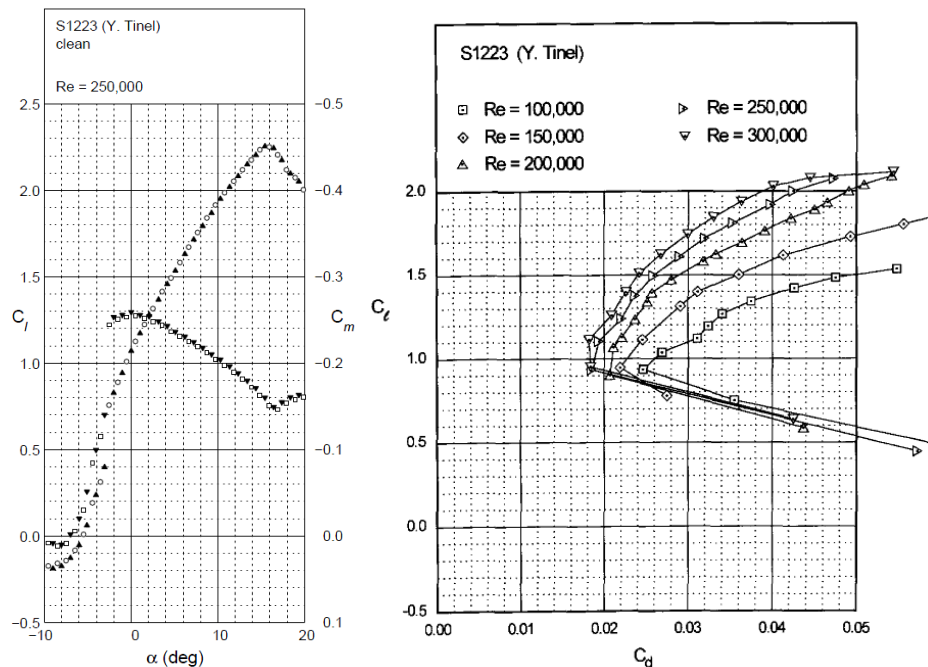 S1223 (Y. Tinel)
clean
Re = 250,000
2.5
2.0
1.5
1.0
0.5
0.0
−0.5
C_l
−0.5
−0.4
−0.3
−0.2
−0.1
0.0
0.1
C_m
−10 0 10 20
α (deg)
S1223 (Y. Tinel)
Re = 100,000
Re = 150,000
Re = 200,000
Re = 250,000
Re = 300,000
2.0
1.5
1.0
0.5
0.0
-0.5
C_ℓ
0.00 0.01 0.02 0.03 0.04 0.05
C_d